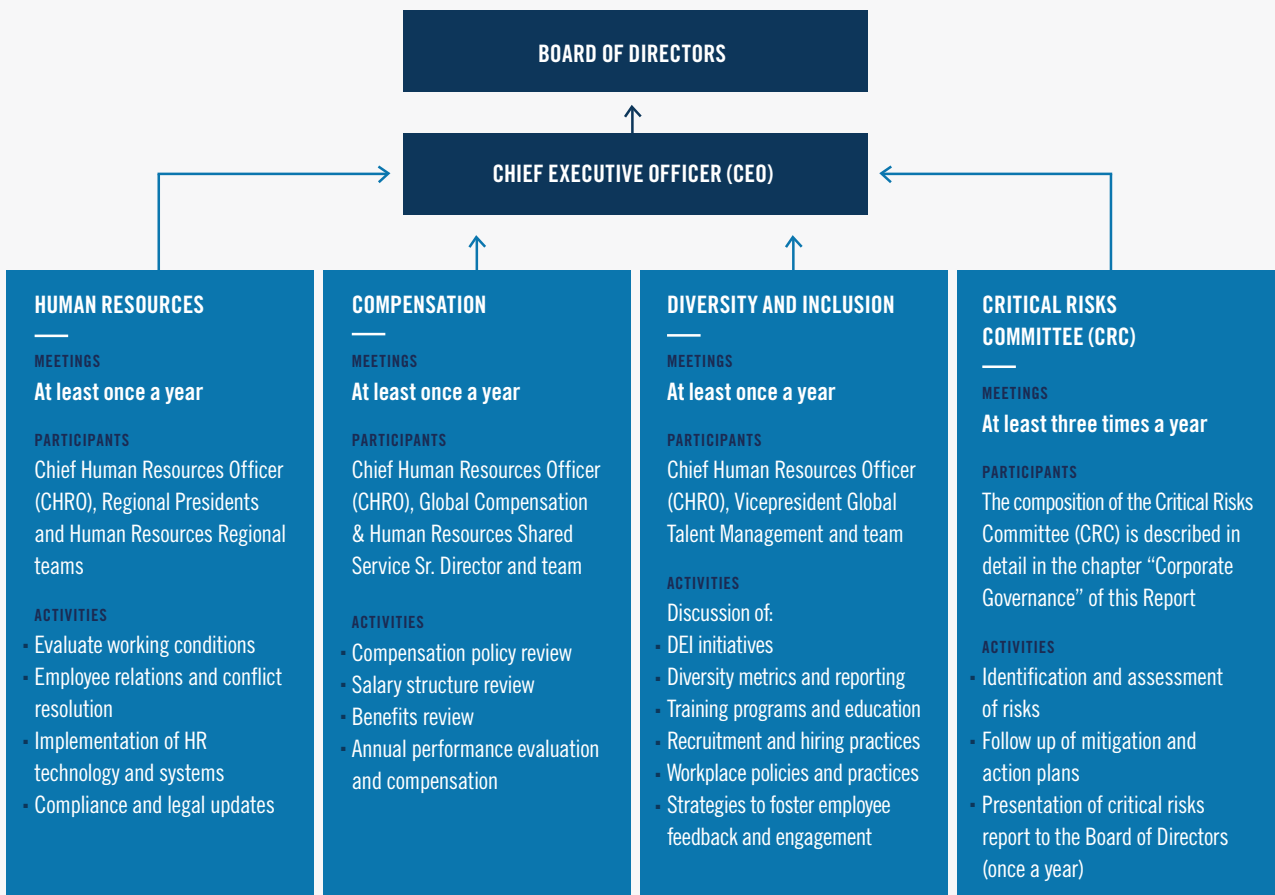 BOARD OF DIRECTORS
CHIEF EXECUTIVE OFFICER (CEO)
HUMAN RESOURCES
MEETINGS
At least once a year
PARTICIPANTS
Chief Human Resources Officer
(CHRO), Regional Presidents
and Human Resources Regional
teams
ACTIVITIES
▪ Evaluate working conditions
▪ Employee relations and conflict
resolution
▪ Implementation of HR
technology and systems
▪ Compliance and legal updates
COMPENSATION
MEETINGS
At least once a year
PARTICIPANTS
Chief Human Resources Officer
(CHRO), Global Compensation
& Human Resources Shared
Service Sr. Director and team
ACTIVITIES
▪ Compensation policy review
▪ Salary structure review
▪ Benefits review
▪ Annual performance evaluation
and compensation
DIVERSITY AND INCLUSION
MEETINGS
At least once a year
PARTICIPANTS
Chief Human Resources Officer
(CHRO), Vicepresident Global
Talent Management and team
ACTIVITIES
Discussion of:
▪ DEI initiatives
▪ Diversity metrics and reporting
▪ Training programs and education
▪ Recruitment and hiring practices
▪ Workplace policies and practices
▪ Strategies to foster employee
feedback and engagement
CRITICAL RISKS
COMMITTEE (CRC)
MEETINGS
At least three times a year
PARTICIPANTS
The composition of the Critical Risks
Committee (CRC) is described in
detail in the chapter “Corporate
Governance” of this Report
ACTIVITIES
▪ Identification and assessment
of risks
▪ Follow up of mitigation and
action plans
▪ Presentation of critical risks
report to the Board of Directors
(once a year)